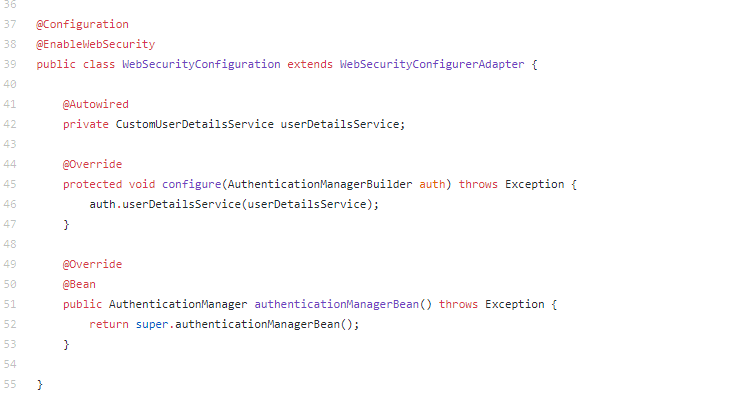 36
37 @Configuration
38 @EnableWebSecurity
39 public class WebSecurityConfiguration extends WebSecurityConfigurerAdapter {
40
41     @Autowired
42     private CustomUserDetailsService userDetailsService;
43
44     @Override
45     protected void configure(AuthenticationManagerBuilder auth) throws Exception {
46         auth.userDetailsService(userDetailsService);
47     }
48
49     @Override
50     @Bean
51     public AuthenticationManager authenticationManagerBean() throws Exception {
52         return super.authenticationManagerBean();
53     }
54
55 }